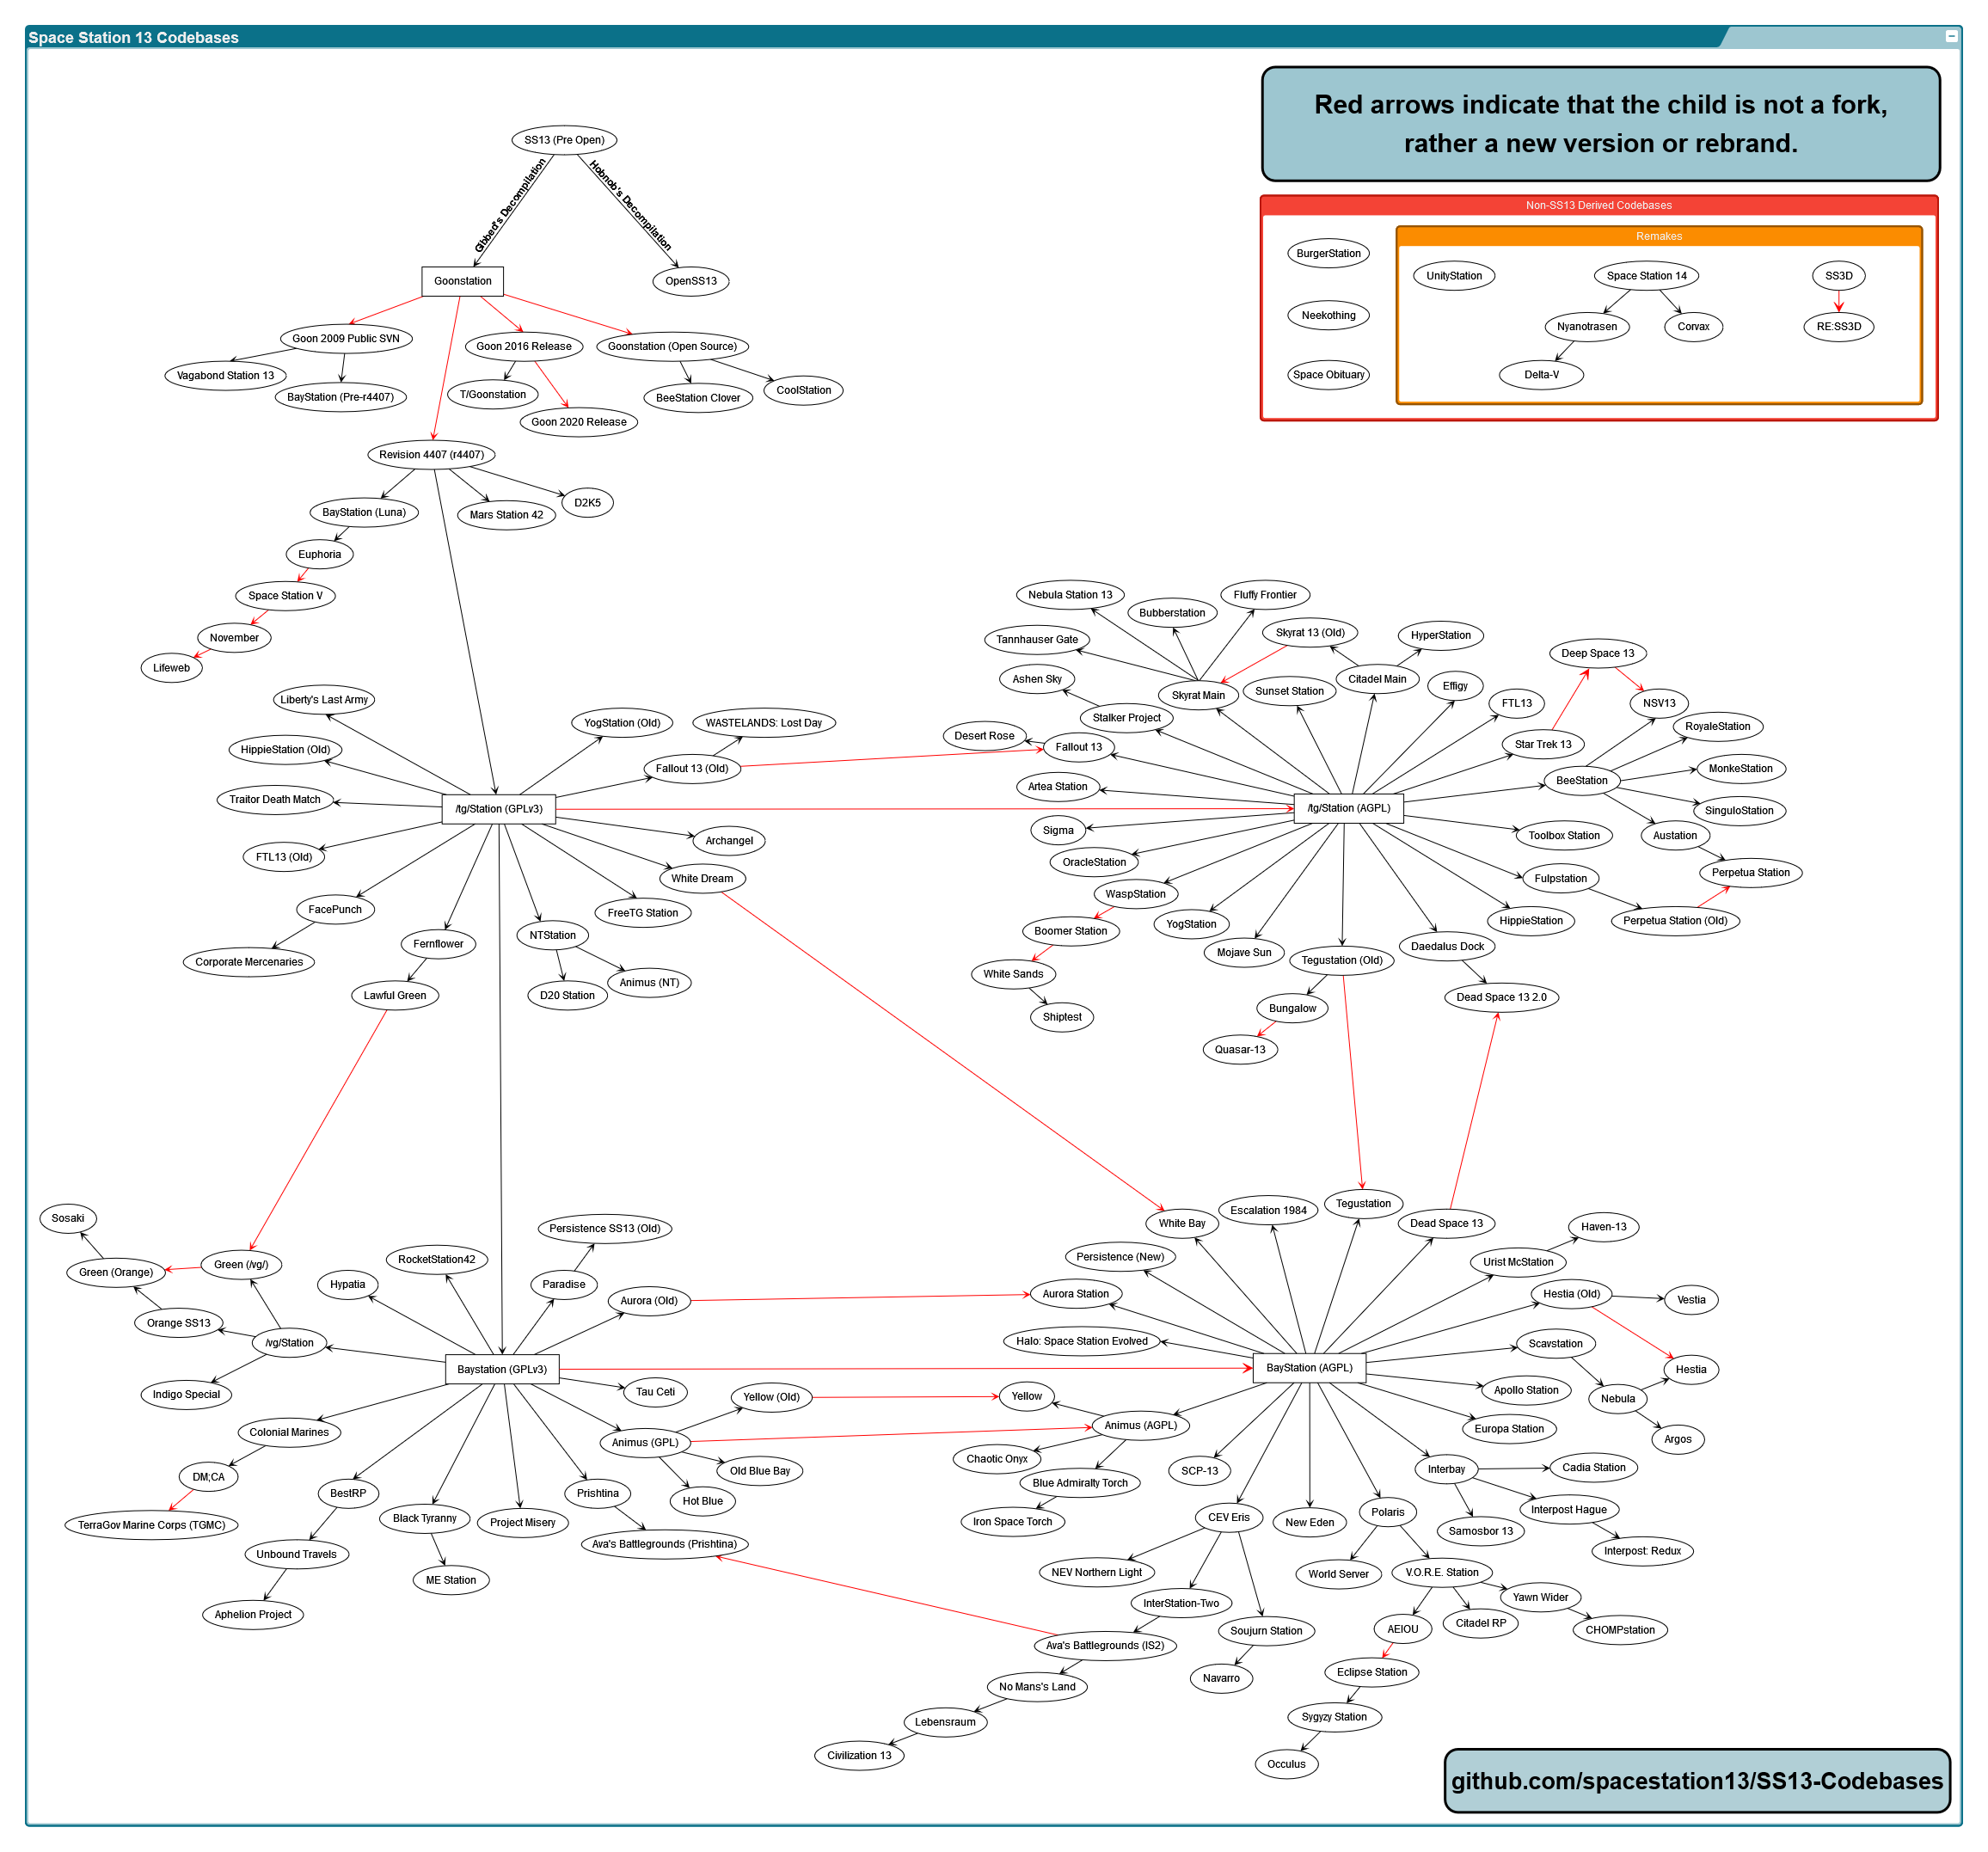 Space Station 13 Codebases
Red arrows indicate that the child is not a fork,
rather a new version or rebrand.
SS13 (Pre Open)
Gibbed's Decompilation
Hobnob's Decompilation
Goonstation
OpenSS13
Non-SS13 Derived Codebases
Remakes
BurgerStation
UnityStation
Space Station 14
SS3D
Neekothing
Nyanotrasen
Corvax
RE:SS3D
Space Obituary
Delta-V
Goon 2009 Public SVN
Goon 2016 Release
Goonstation (Open Source)
Vagabond Station 13
BayStation (Pre-r4407)
T/Goonstation
BeeStation Clover
CoolStation
Goon 2020 Release
Revision 4407 (r4407)
BayStation (Luna)
Mars Station 42
D2K5
Euphoria
Space Station V
November
Lifeweb
Liberty's Last Army
YogStation (Old)
WASTELANDS: Lost Day
HippieStation (Old)
Fallout 13 (Old)
Traitor Death Match
/tg/Station (GPLv3)
FTL13 (Old)
Archangel
White Dream
FacePunch
FreeTG Station
Corporate Mercenaries
Fernflower
NTStation
Lawful Green
D20 Station
Animus (NT)
Nebula Station 13
Bubberstation
Fluffy Frontier
Tannhauser Gate
Skyrat 13 (Old)
HyperStation
Deep Space 13
Ashen Sky
Skyrat Main
Sunset Station
Citadel Main
Effigy
FTL13
NSV13
Stalker Project
Desert Rose
Fallout 13
Star Trek 13
RoyaleStation
Artea Station
BeeStation
MonkeStation
/tg/Station (AGPL)
SinguloStation
Sigma
Toolbox Station
Austation
OracleStation
Fulpstation
Perpetua Station
WaspStation
YogStation
HippieStation
Perpetua Station (Old)
Boomer Station
Mojave Sun
Tegustation (Old)
Daedalus Dock
White Sands
Bungalow
Dead Space 13 2.0
Shiptest
Quasar-13
Sosaki
Green (Orange)
Green (/vg/)
RocketStation42
Persistence SS13 (Old)
Hypatia
Paradise
Aurora (Old)
Orange SS13
/vg/Station
Baystation (GPLv3)
Indigo Special
Tau Ceti
Yellow (Old)
Colonial Marines
Animus (GPL)
Old Blue Bay
DM;CA
BestRP
Prishtina
Hot Blue
TerraGov Marine Corps (TGMC)
Black Tyranny
Project Misery
Ava's Battlegrounds (Prishtina)
Unbound Travels
ME Station
Aphelion Project
White Bay
Escalation 1984
Tegustation
Dead Space 13
Haven-13
Persistence (New)
Urist McStation
Aurora Station
Hestia (Old)
Vestia
Halo: Space Station Evolved
Scavstation
BayStation (AGPL)
Hestia
Yellow
Apollo Station
Nebula
Animus (AGPL)
Europa Station
Argos
Chaotic Onyx
SCP-13
Interbay
Cadia Station
Blue Admiralty Torch
Iron Space Torch
CEV Eris
New Eden
Polaris
Interpost Hague
Samosbor 13
Interpost: Redux
NEV Northern Light
World Server
V.O.R.E. Station
InterStation-Two
Yawn Wider
Soujurn Station
AEIOU
Citadel RP
CHOMPstation
Ava's Battlegrounds (IS2)
Navarro
Eclipse Station
No Mans's Land
Lebensraum
Sygyzy Station
Civilization 13
Occulus
github.com/spacestation13/SS13-Codebases